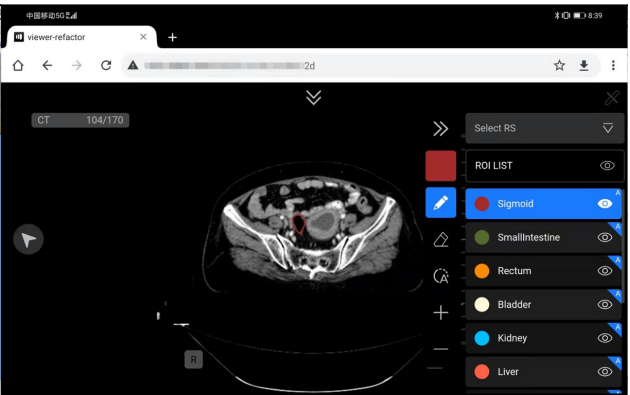 中国移动5G
8:39
viewer-refactor
2d
CT 104/170
Select RS
ROI LIST
Sigmoid
A
SmallIntestine
A
Rectum
A
Bladder
A
Kidney
A
Liver
A
R
A